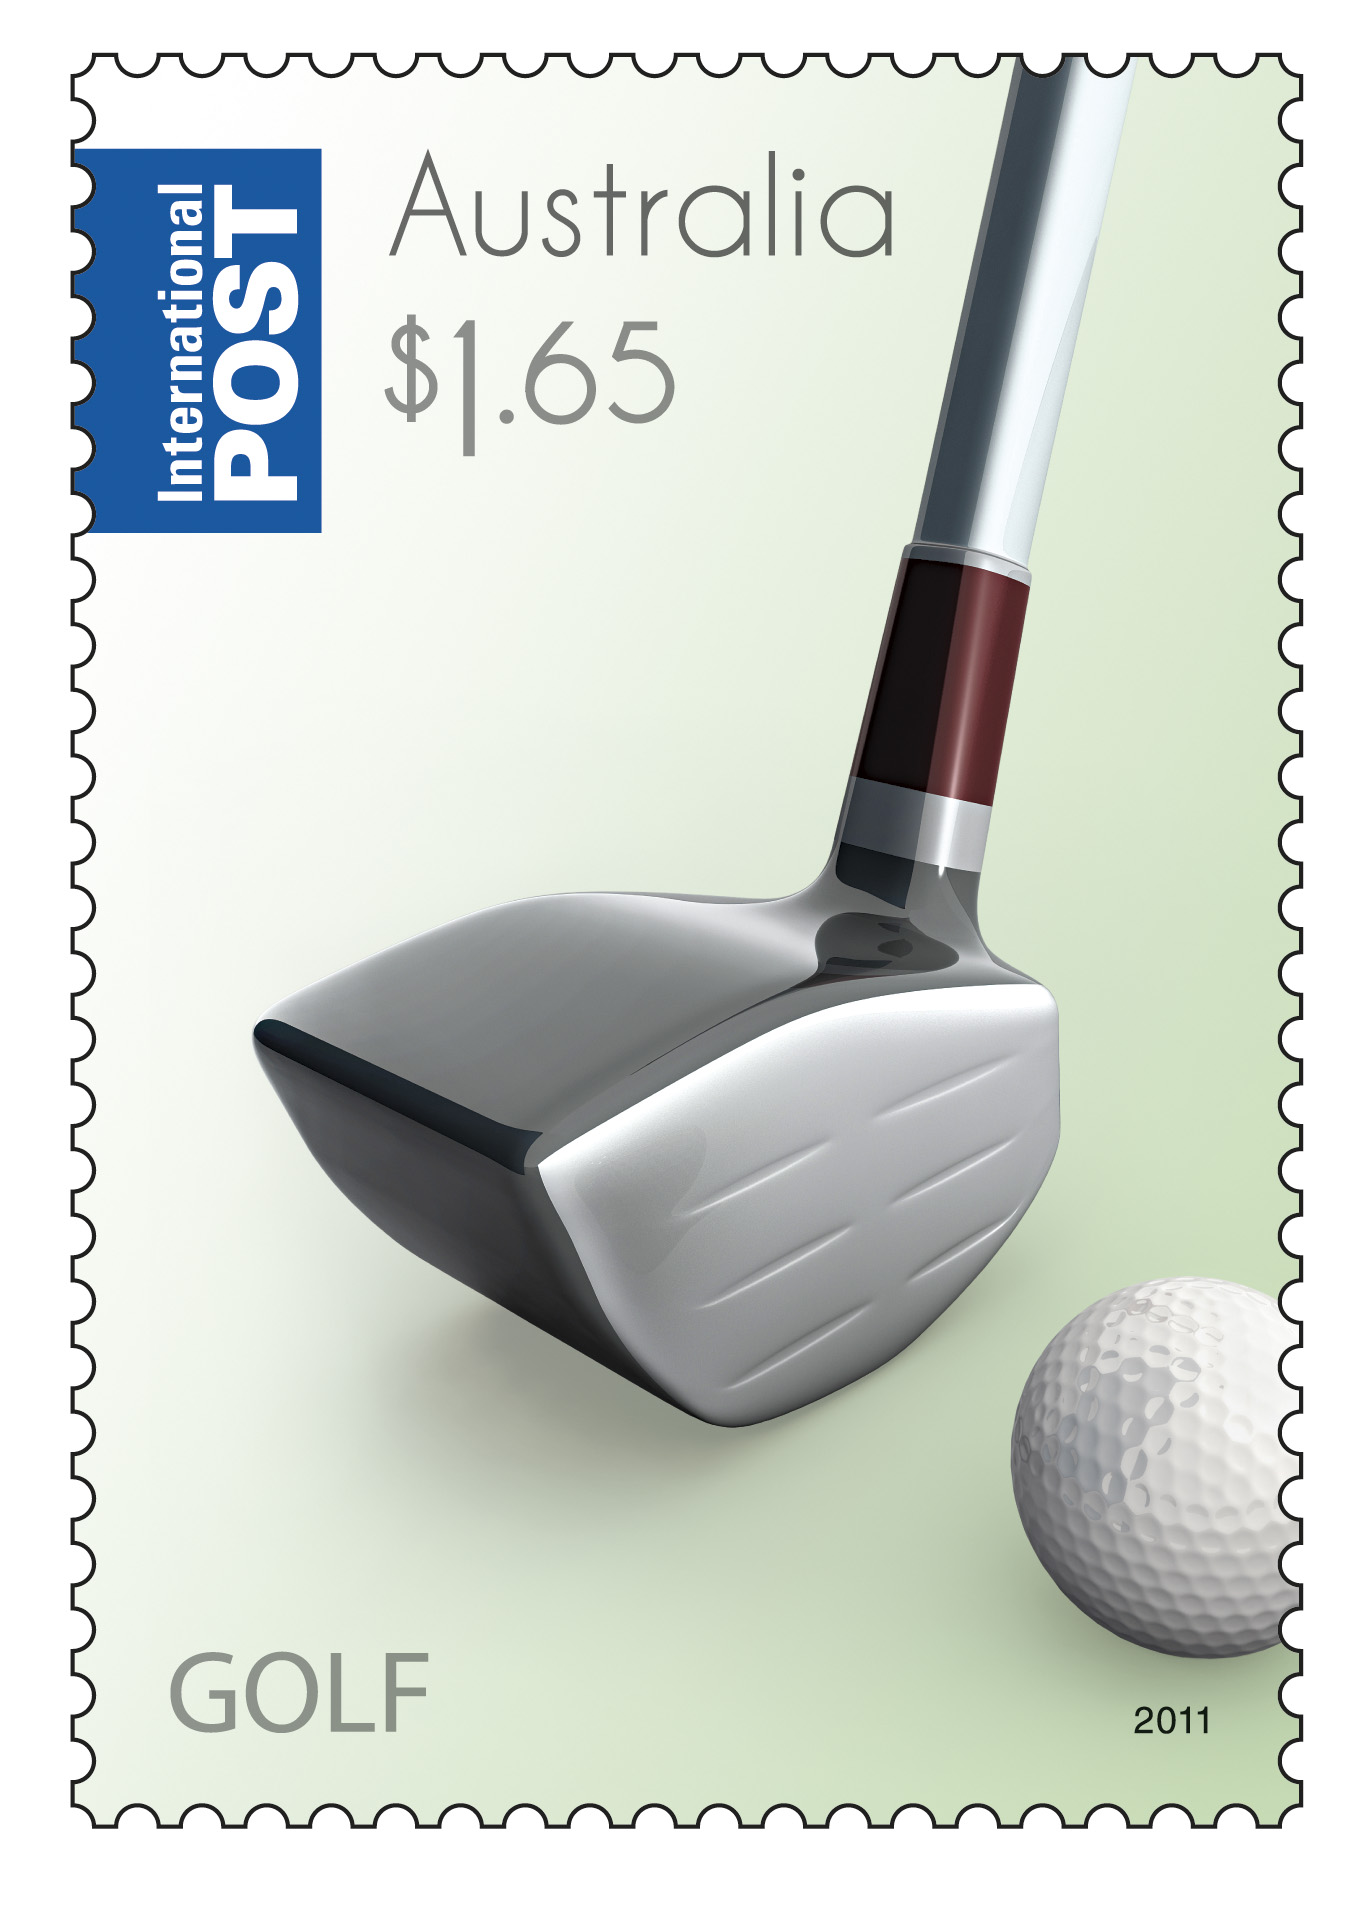 International
POST
Australia
$1.65
GOLF
2011